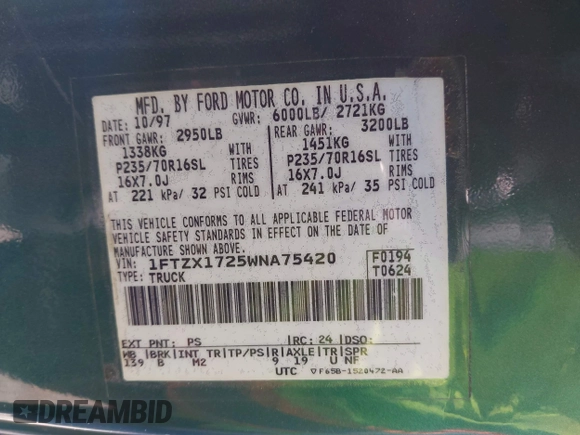 MFD. BY FORD MOTOR CO. IN U.S.A.
DATE: 10/97 GVWR: 6000LB/ 2721KG
FRONT GAWR: 2950LB REAR GAWR: 3200LB
1338KG 1451KG
P235/70R16SL TIRES P235/70R16SL TIRES
16X7.0J RIMS 16X7.0J RIMS
AT 221 kPa/ 32 PSI COLD AT 241 kPa/ 35 PSI COLD
THIS VEHICLE CONFORMS TO ALL APPLICABLE FEDERAL MOTOR
VEHICLE SAFETY STANDARDS IN EFFECT ON THE DATE OF
MANUFACTURE SHOWN ABOVE.
VIN: 1FTZX1725WNA75420 F0194
TYPE: TRUCK T0624
EXT PNT: PS RC: 24 DSO:
WB BRK INT TR TP/PS R AXLE TR SPR
139 B M2 9 19 U NF
UTC ▽F65B-1520472-AA
DREAMBID